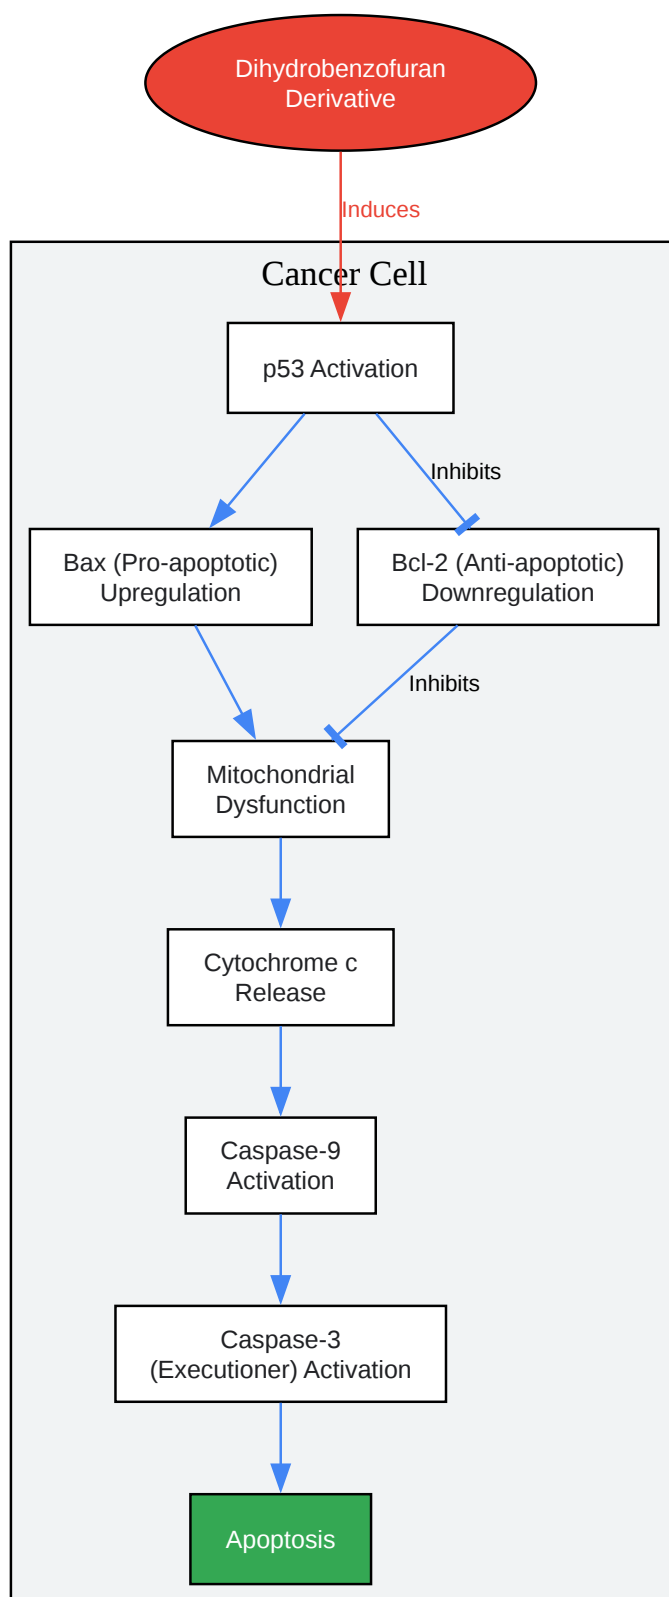 Dihydrobenzofuran
Derivative
Induces
Cancer Cell
p53 Activation
Inhibits
Bax (Pro-apoptotic)
Upregulation
Bcl-2 (Anti-apoptotic)
Downregulation
Inhibits
Mitochondrial
Dysfunction
Cytochrome c
Release
Caspase-9
Activation
Caspase-3
(Executioner) Activation
Apoptosis